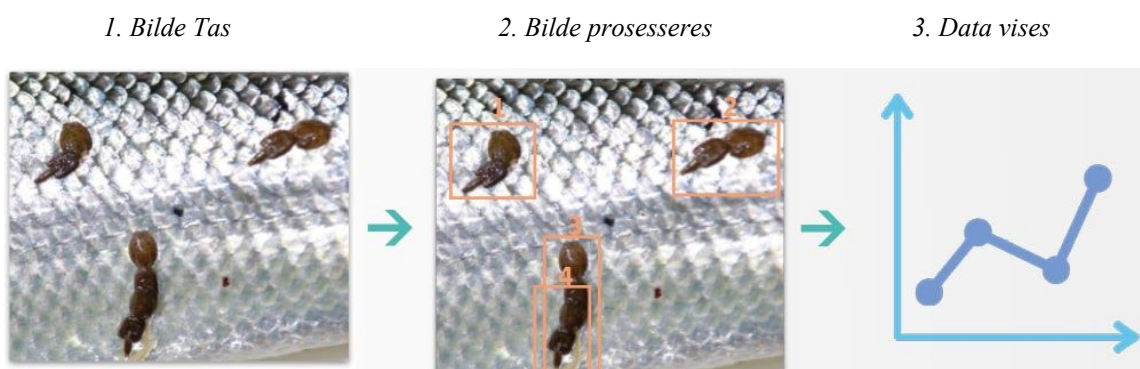 1. Bilde Tas
2. Bilde prosesseres
3. Data vises
1
2
3
4